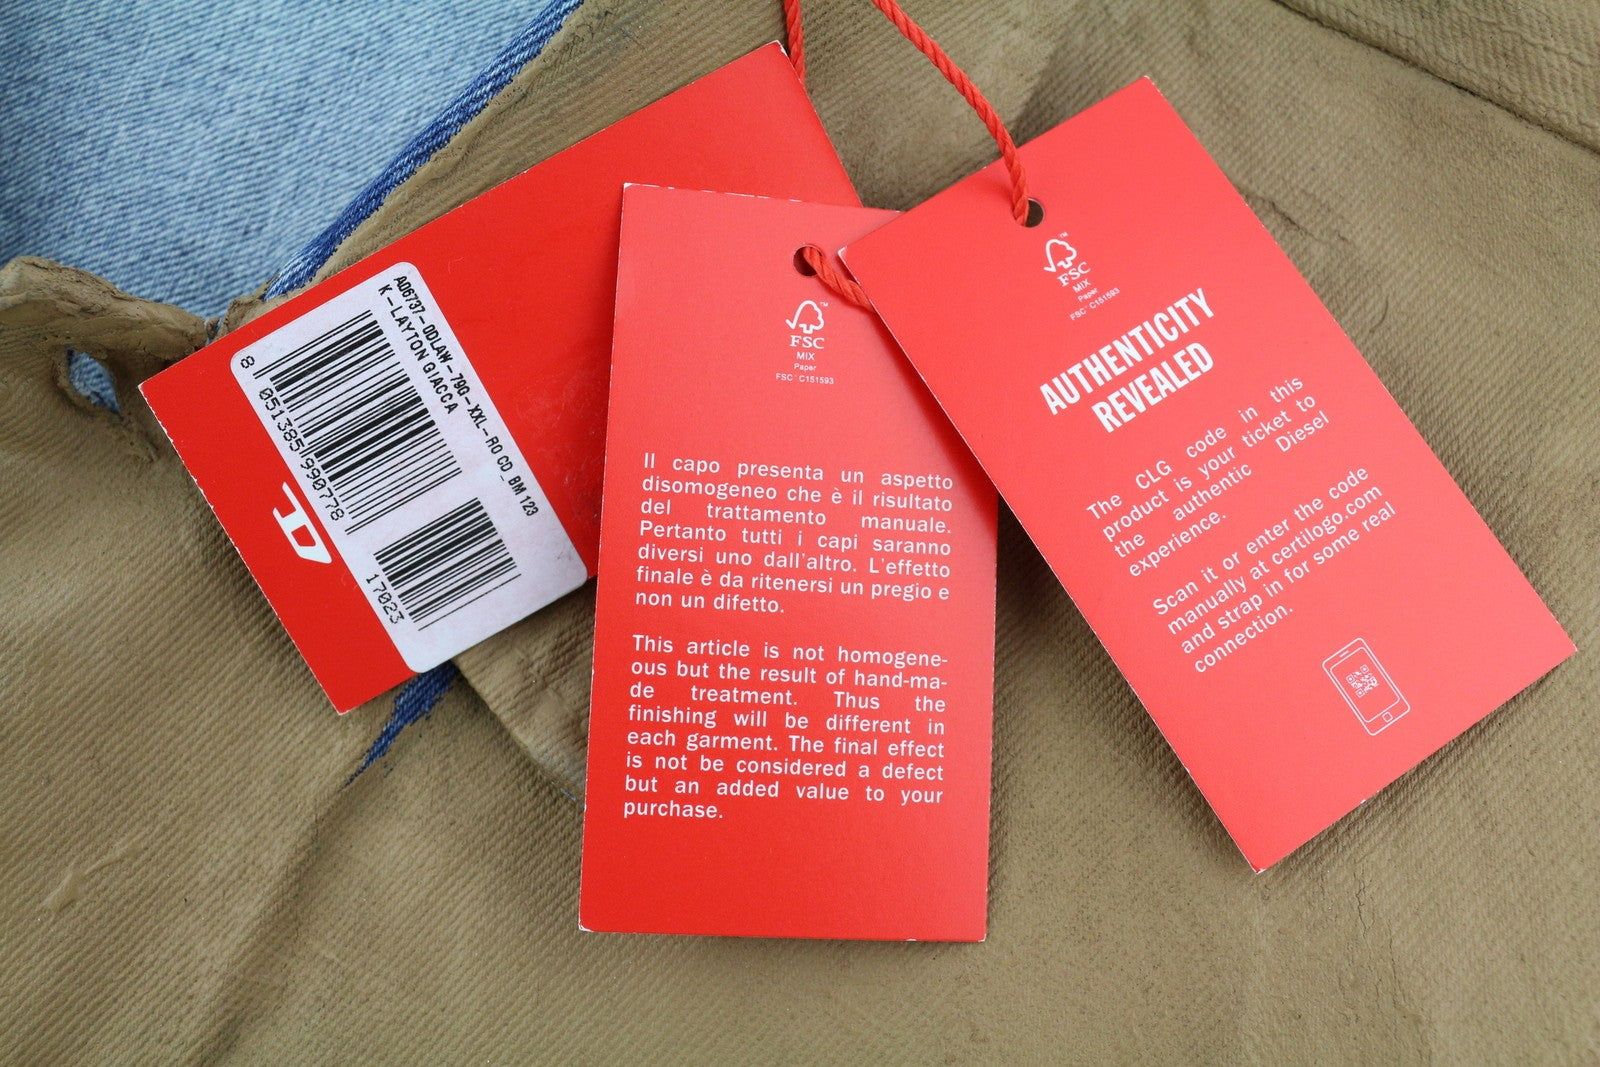 A06737-0DLAW-79G-XXL-RO CD_BM 123
K-LAYTON GIACCA
8 051385 990778
17023
D
FSC
MIX
Paper
FSC™ C151593
Il capo presenta un aspetto
disomogeneo che è il risultato
del trattamento manuale.
Pertanto tutti i capi saranno
diversi uno dall'altro. L'effetto
finale è da ritenersi un pregio e
non un difetto.
This article is not homogene-
ous but the result of hand-ma-
de treatment. Thus the
finishing will be different in
each garment. The final effect
is not be considered a defect
but an added value to your
purchase.
FSC
MIX
Paper
FSC™ C151593
AUTHENTICITY
REVEALED
The CLG code in this
product is your ticket to
the authentic Diesel
experience.
Scan it or enter the code
manually at certilogo.com
and strap in for some real
connection.